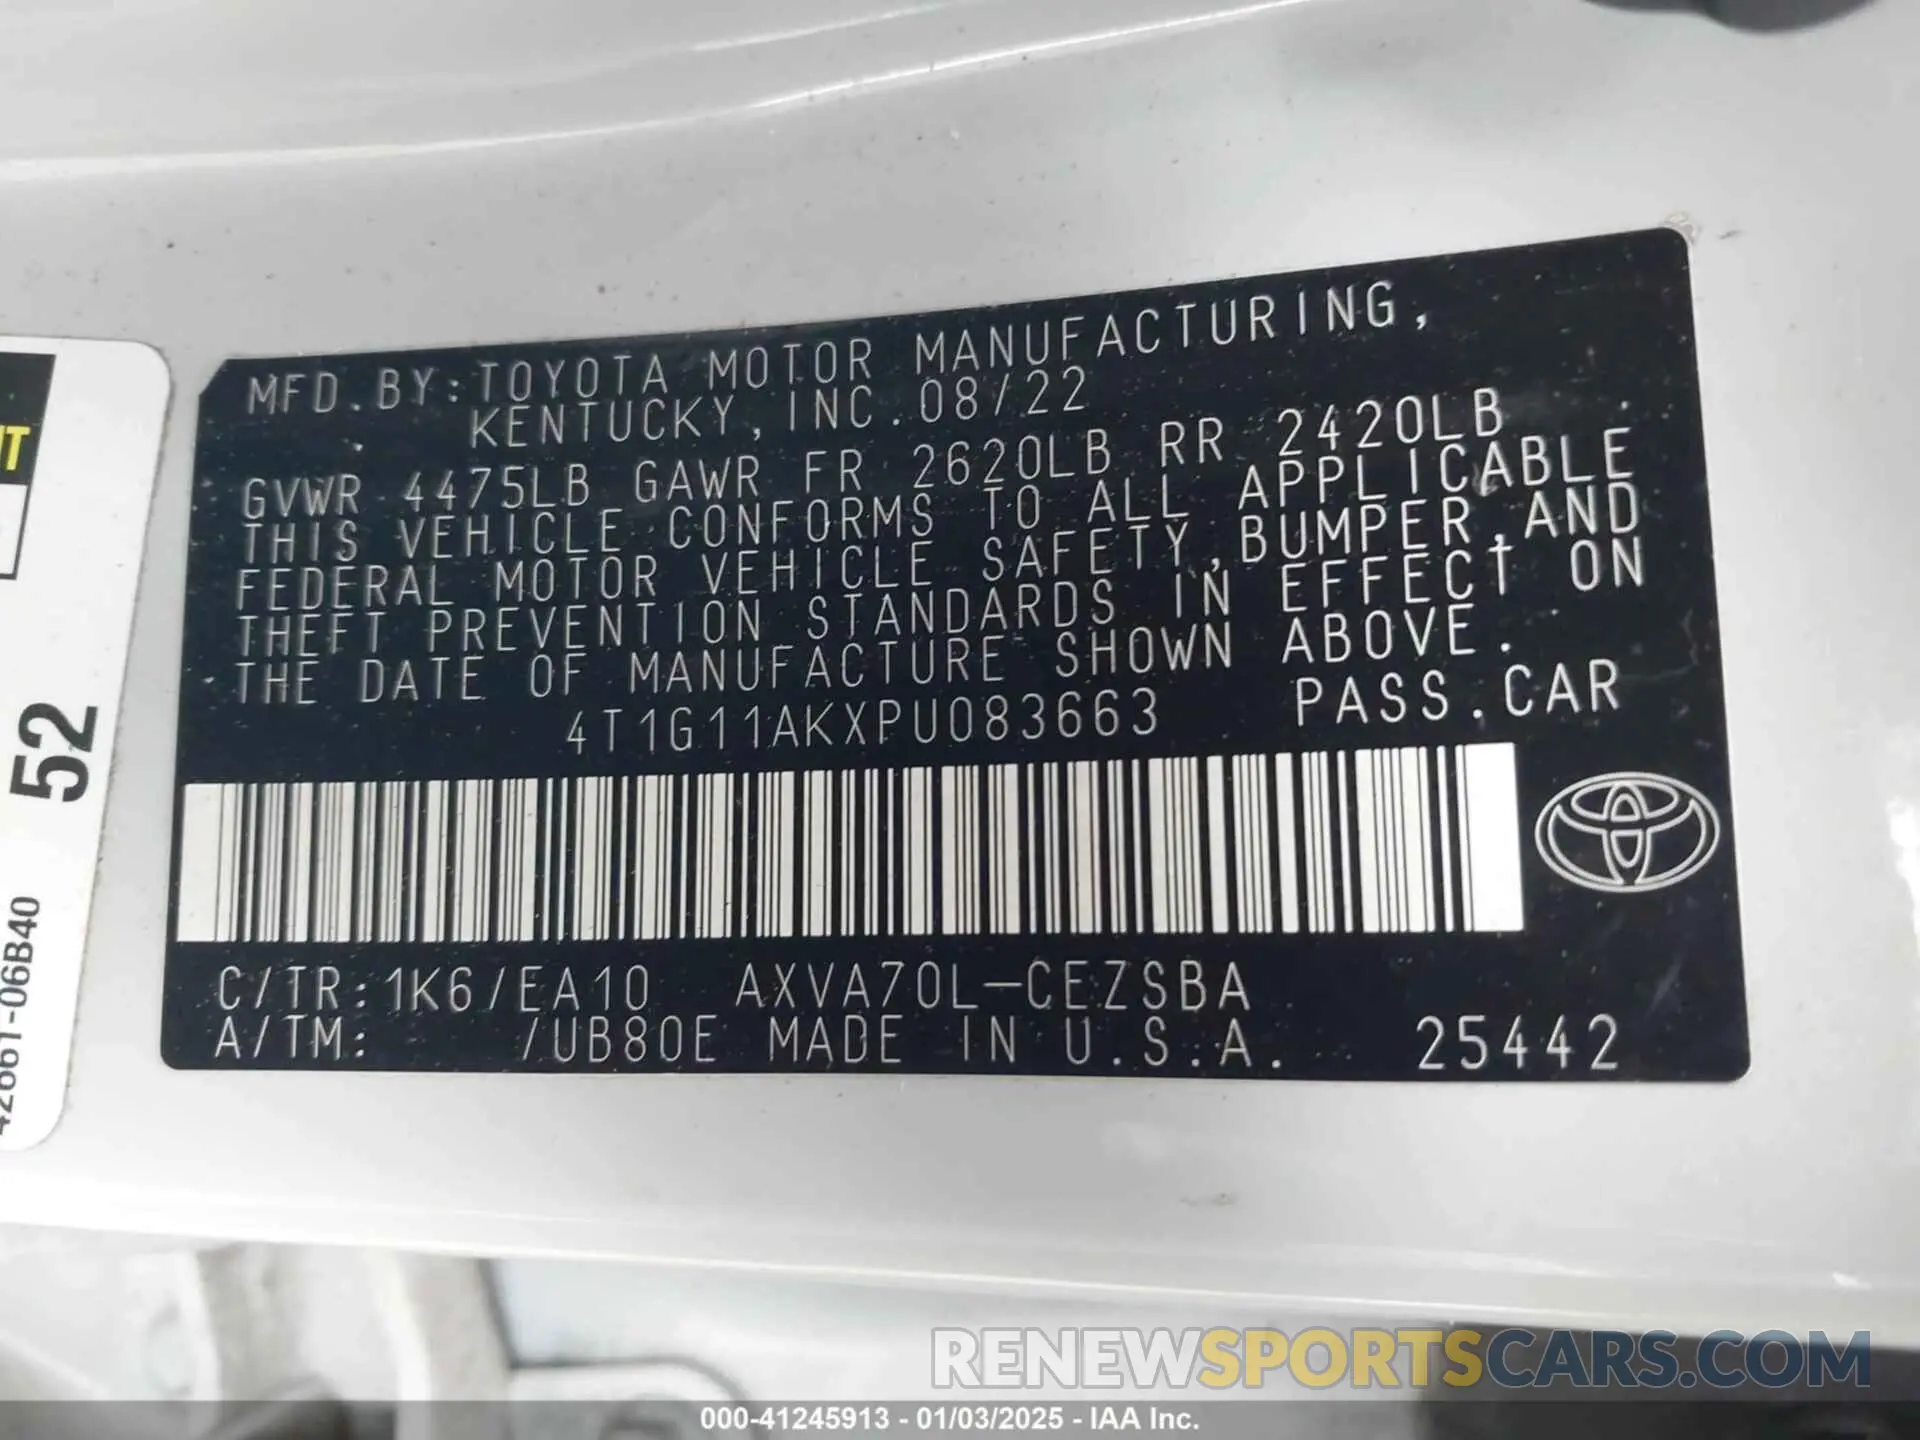 MFD. BY: TOYOTA MOTOR MANUFACTURING,
KENTUCKY, INC. 08/22
GVWR 4475LB GAWR FR 2620LB RR 2420LB
THIS VEHICLE CONFORMS TO ALL APPLICABLE
FEDERAL MOTOR VEHICLE SAFETY, BUMPER, AND
THEFT PREVENTION STANDARDS IN EFFECT ON
THE DATE OF MANUFACTURE SHOWN ABOVE.
4T1G11AKXPU083663 PASS. CAR
C/TR: 1K6/EA10 AXVA70L-CEZSBA
A/TM: /UB80E MADE IN U.S.A. 25442
52
42661-06B40
RENEWSPORTSCARS.COM
000-41245913 - 01/03/2025 - IAA Inc.